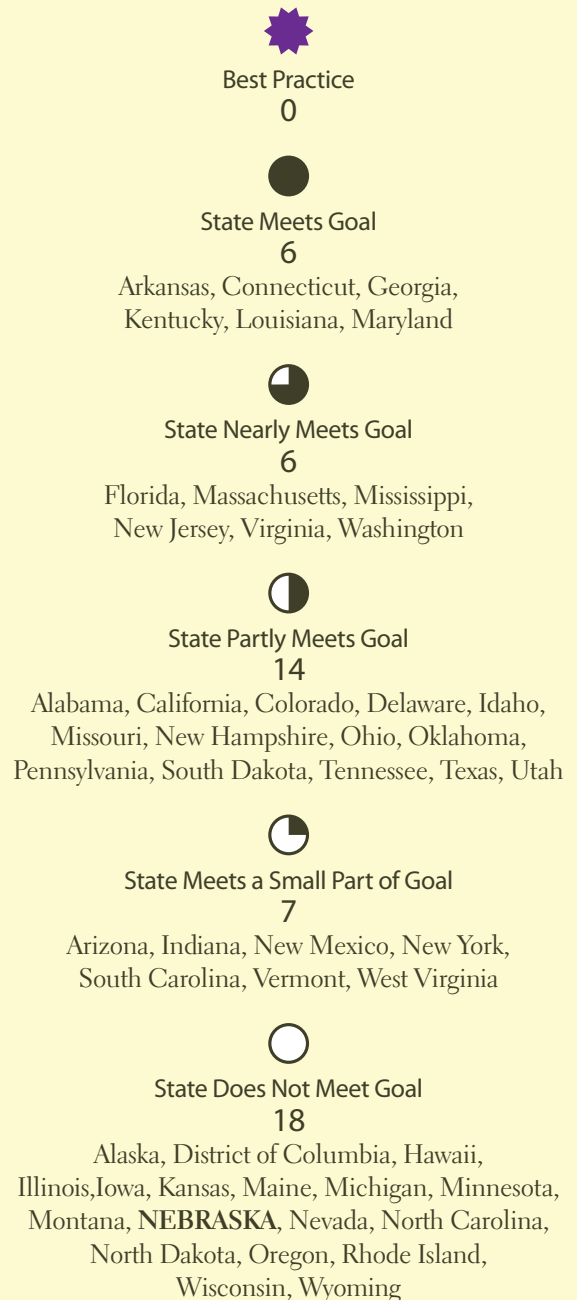 Best Practice
0
State Meets Goal
6
Arkansas, Connecticut, Georgia,
Kentucky, Louisiana, Maryland
State Nearly Meets Goal
6
Florida, Massachusetts, Mississippi,
New Jersey, Virginia, Washington
State Partly Meets Goal
14
Alabama, California, Colorado, Delaware, Idaho,
Missouri, New Hampshire, Ohio, Oklahoma,
Pennsylvania, South Dakota, Tennessee, Texas, Utah
State Meets a Small Part of Goal
7
Arizona, Indiana, New Mexico, New York,
South Carolina, Vermont, West Virginia
State Does Not Meet Goal
18
Alaska, District of Columbia, Hawaii,
Illinois,Iowa, Kansas, Maine, Michigan, Minnesota,
Montana, NEBRASKA, Nevada, North Carolina,
North Dakota, Oregon, Rhode Island,
Wisconsin, Wyoming